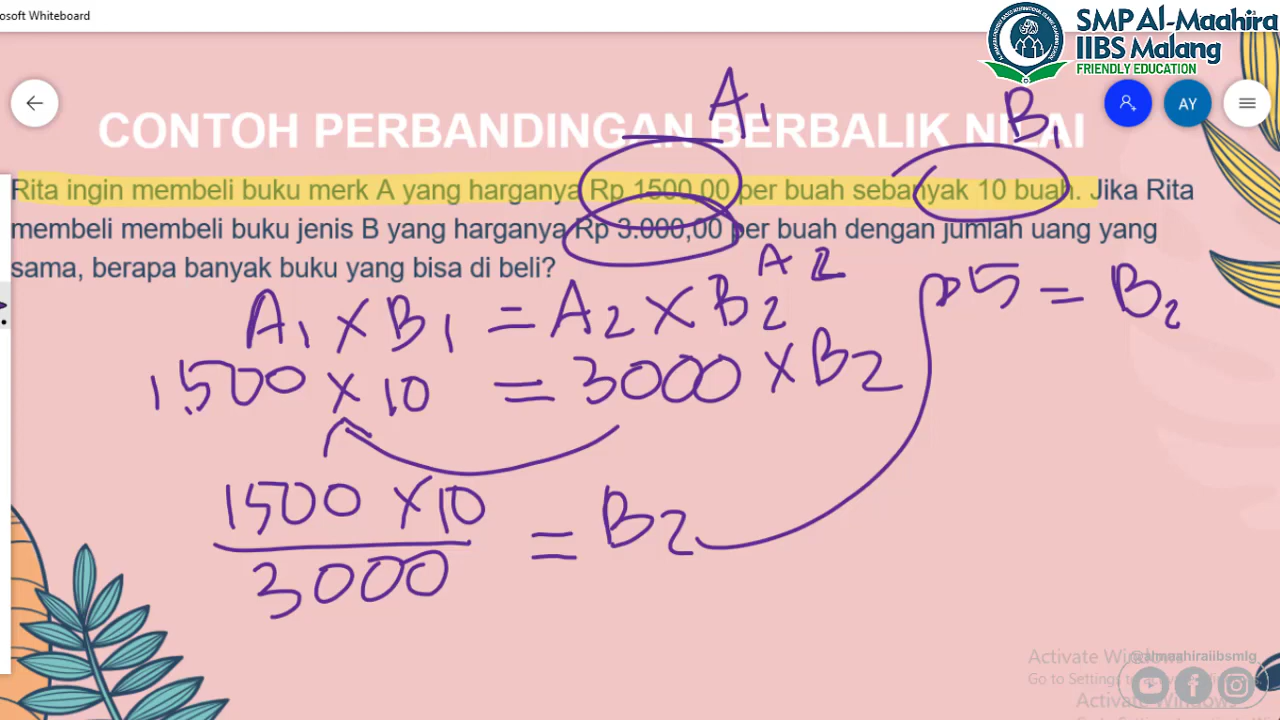 osoft Whiteboard
SMP Al-Maahira
IIBS Malang
FRIENDLY EDUCATION
AY
CONTOH PERBANDINGAN BERBALIK NILAI
A1
B1
Rita ingin membeli buku merk A yang harganya Rp 1500,00 per buah sebanyak 10 buah. Jika Rita
membeli membeli buku jenis B yang harganya Rp 3.000,00 per buah dengan jumlah uang yang
sama, berapa banyak buku yang bisa di beli?
A2
A1 × B1 = A2 × B2
5 = B2
1500 × 10 = 3000 × B2
1500 × 10
3000
= B2
Activate Windows
@almaahiraiibsmlg
Go to Settings to
Activate Windows